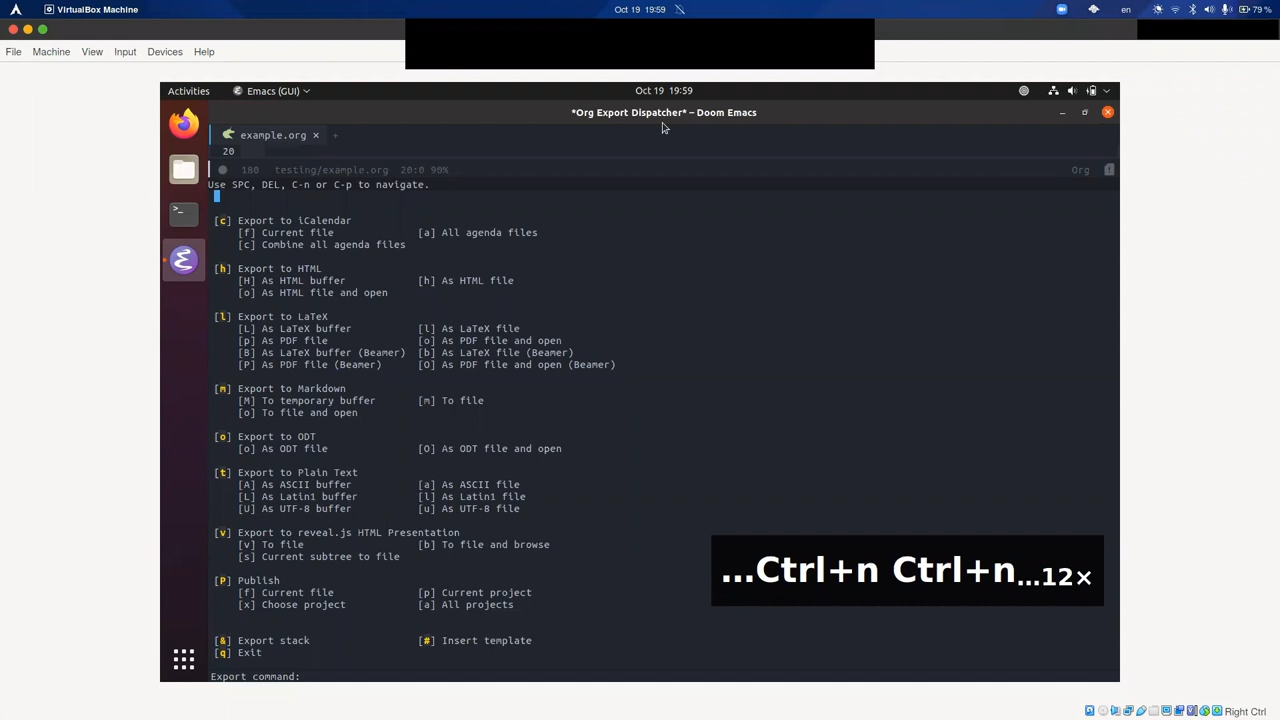 VirtualBox Machine
Oct 19 19:59
en
79 %
File Machine View Input Devices Help
Activities
Emacs (GUI)
Oct 19 19:59
*Org Export Dispatcher* – Doom Emacs
example.org × +
20
180 testing/example.org 20:0 90% Org
Use SPC, DEL, C-n or C-p to navigate.
[c] Export to iCalendar
[f] Current file [a] All agenda files
[c] Combine all agenda files
[h] Export to HTML
[H] As HTML buffer [h] As HTML file
[o] As HTML file and open
[l] Export to LaTeX
[L] As LaTeX buffer [l] As LaTeX file
[p] As PDF file [o] As PDF file and open
[B] As LaTeX buffer (Beamer) [b] As LaTeX file (Beamer)
[P] As PDF file (Beamer) [O] As PDF file and open (Beamer)
[m] Export to Markdown
[M] To temporary buffer [m] To file
[o] To file and open
[o] Export to ODT
[o] As ODT file [O] As ODT file and open
[t] Export to Plain Text
[A] As ASCII buffer [a] As ASCII file
[L] As Latin1 buffer [l] As Latin1 file
[U] As UTF-8 buffer [u] As UTF-8 file
[v] Export to reveal.js HTML Presentation
[v] To file [b] To file and browse
[s] Current subtree to file
…Ctrl+n Ctrl+n…12×
[P] Publish
[f] Current file [p] Current project
[x] Choose project [a] All projects
[&] Export stack [#] Insert template
[q] Exit
Export command:
Right Ctrl